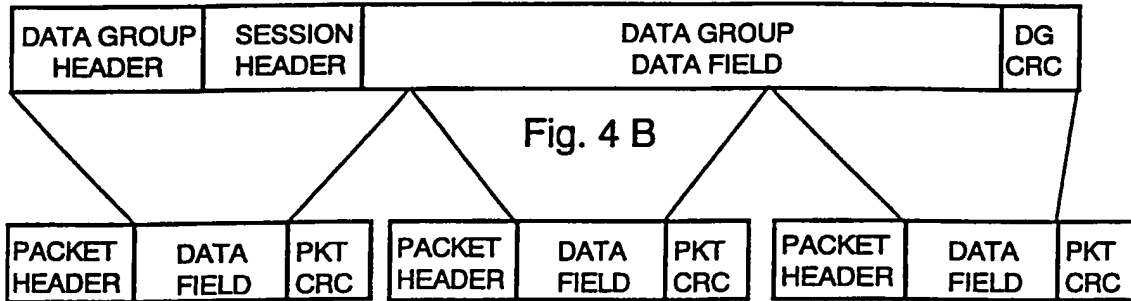 DATA GROUP HEADER
SESSION HEADER
DATA GROUP DATA FIELD
DG CRC
Fig. 4 B
PACKET HEADER
DATA FIELD
PKT CRC
PACKET HEADER
DATA FIELD
PKT CRC
PACKET HEADER
DATA FIELD
PKT CRC